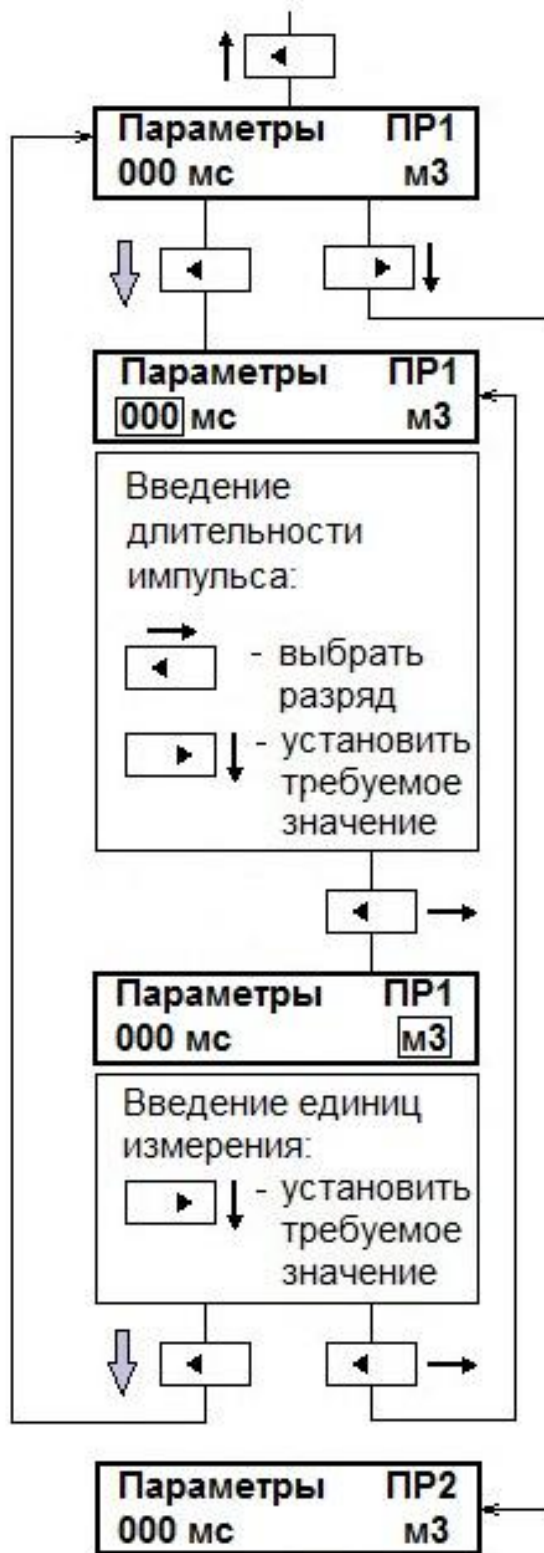 Параметры ПР1
000 мс м3
Параметры ПР1
000 мс м3
Введение
длительности
импульса:
- выбрать
разряд
- установить
требуемое
значение
Параметры ПР1
000 мс м3
Введение единиц
измерения:
- установить
требуемое
значение
Параметры ПР2
000 мс м3